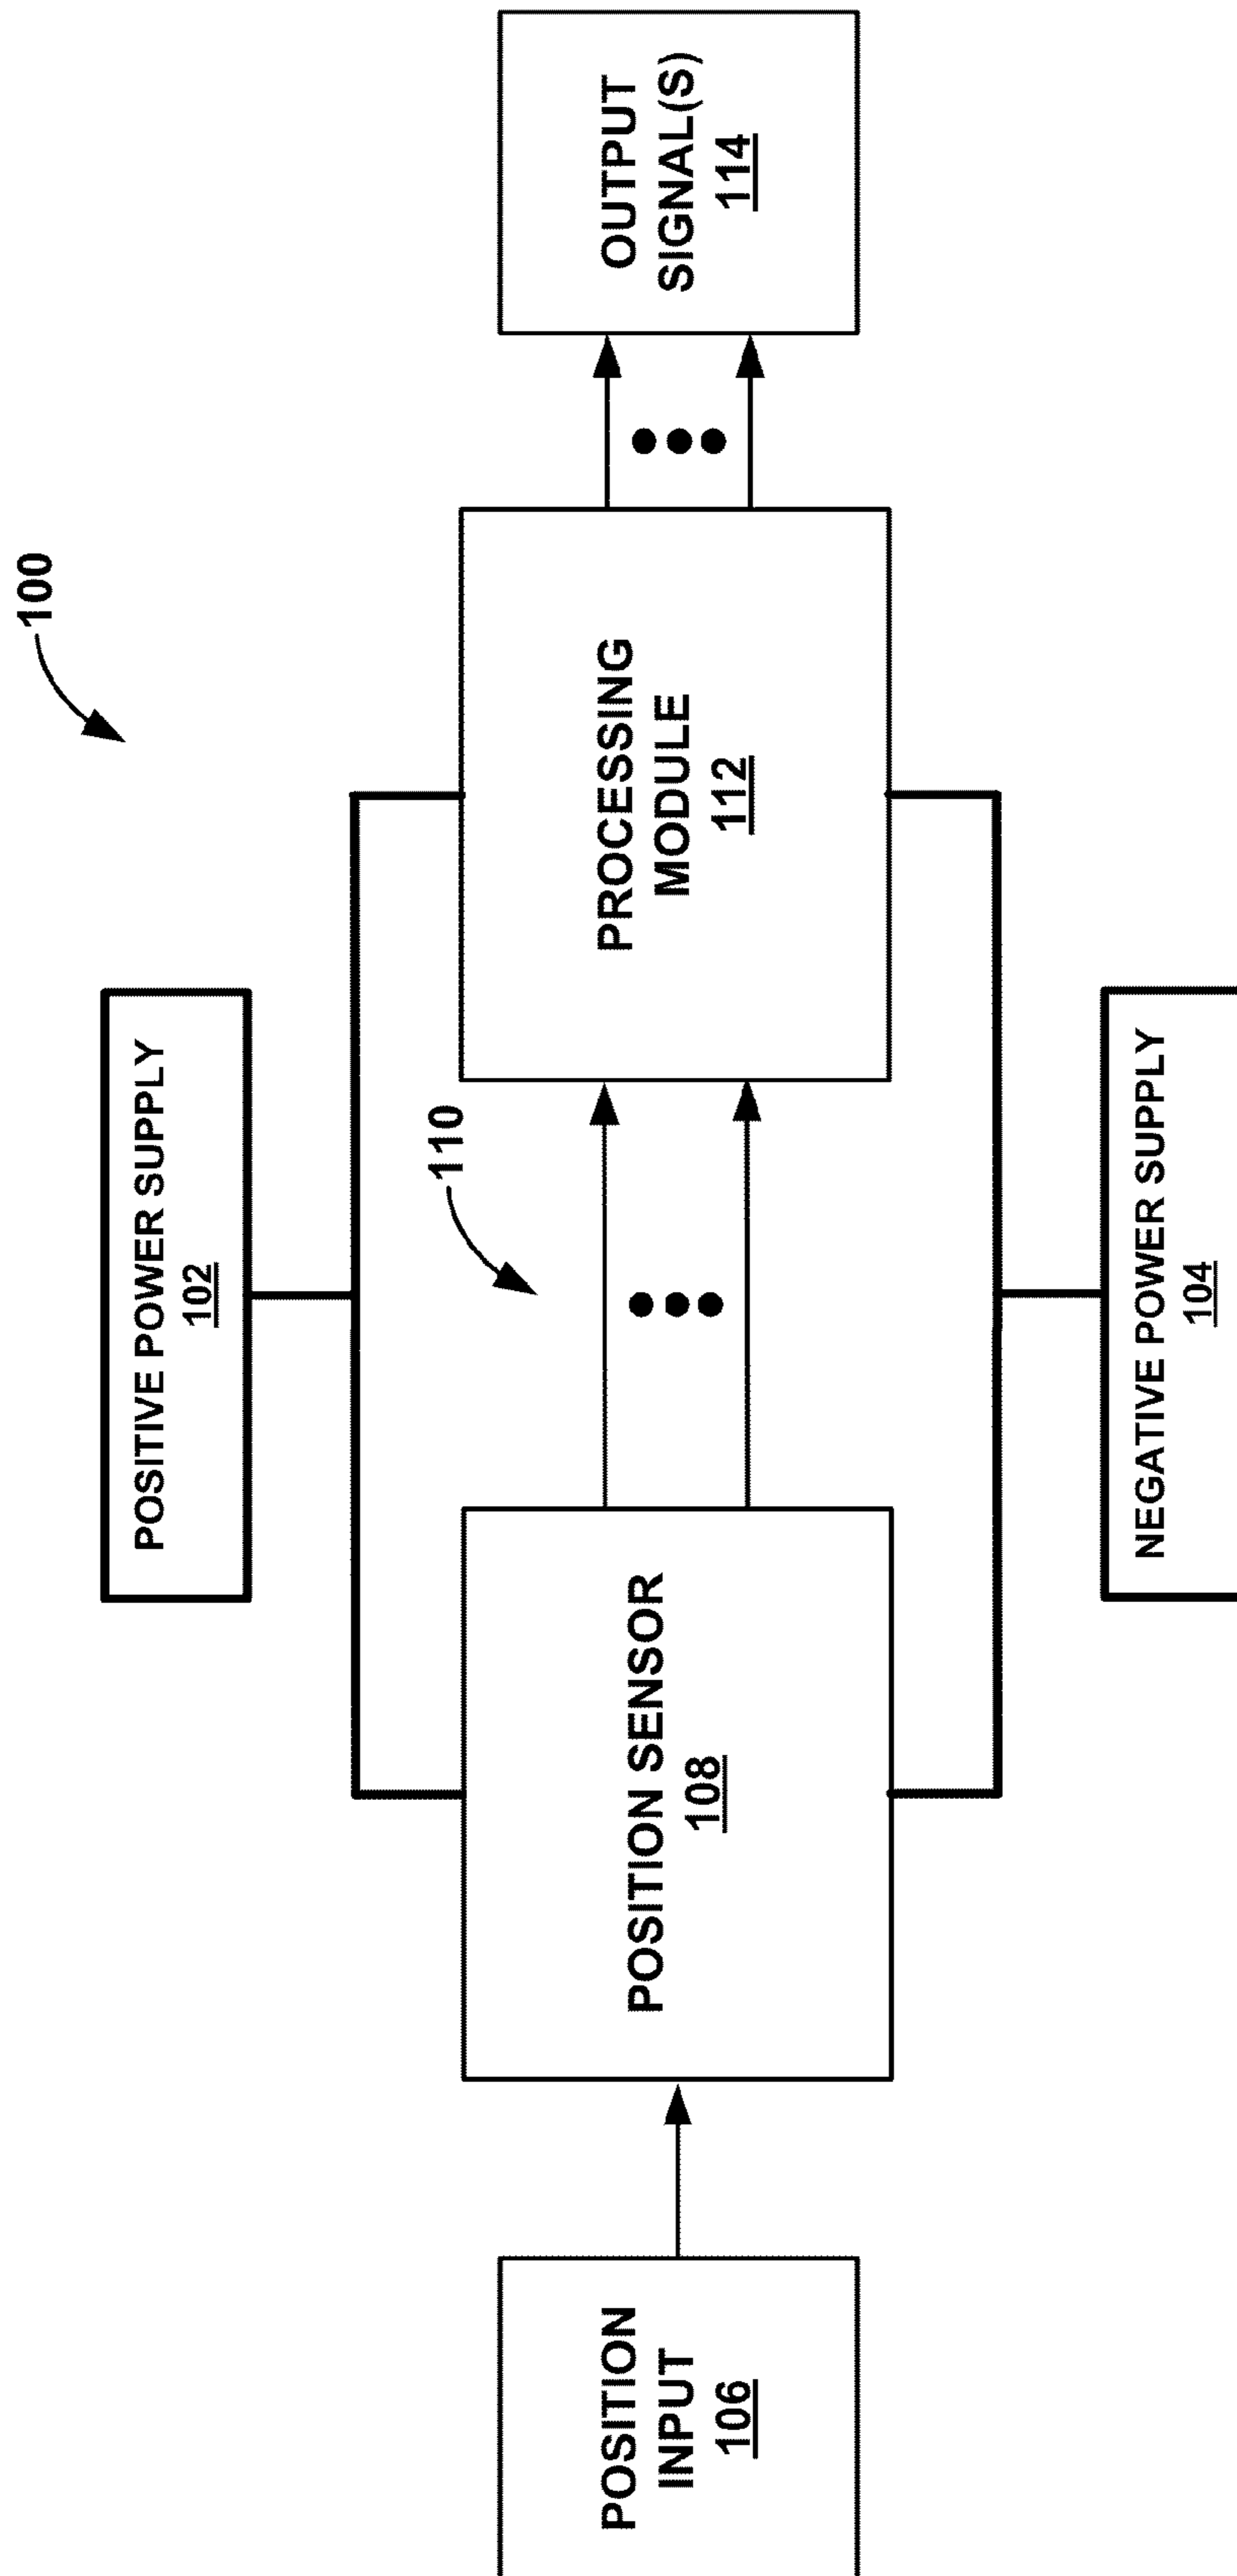 100
POSITIVE POWER SUPPLY
102
110
POSITION
INPUT
106
POSITION SENSOR
108
PROCESSING
MODULE
112
OUTPUT
SIGNAL(S)
114
NEGATIVE POWER SUPPLY
104